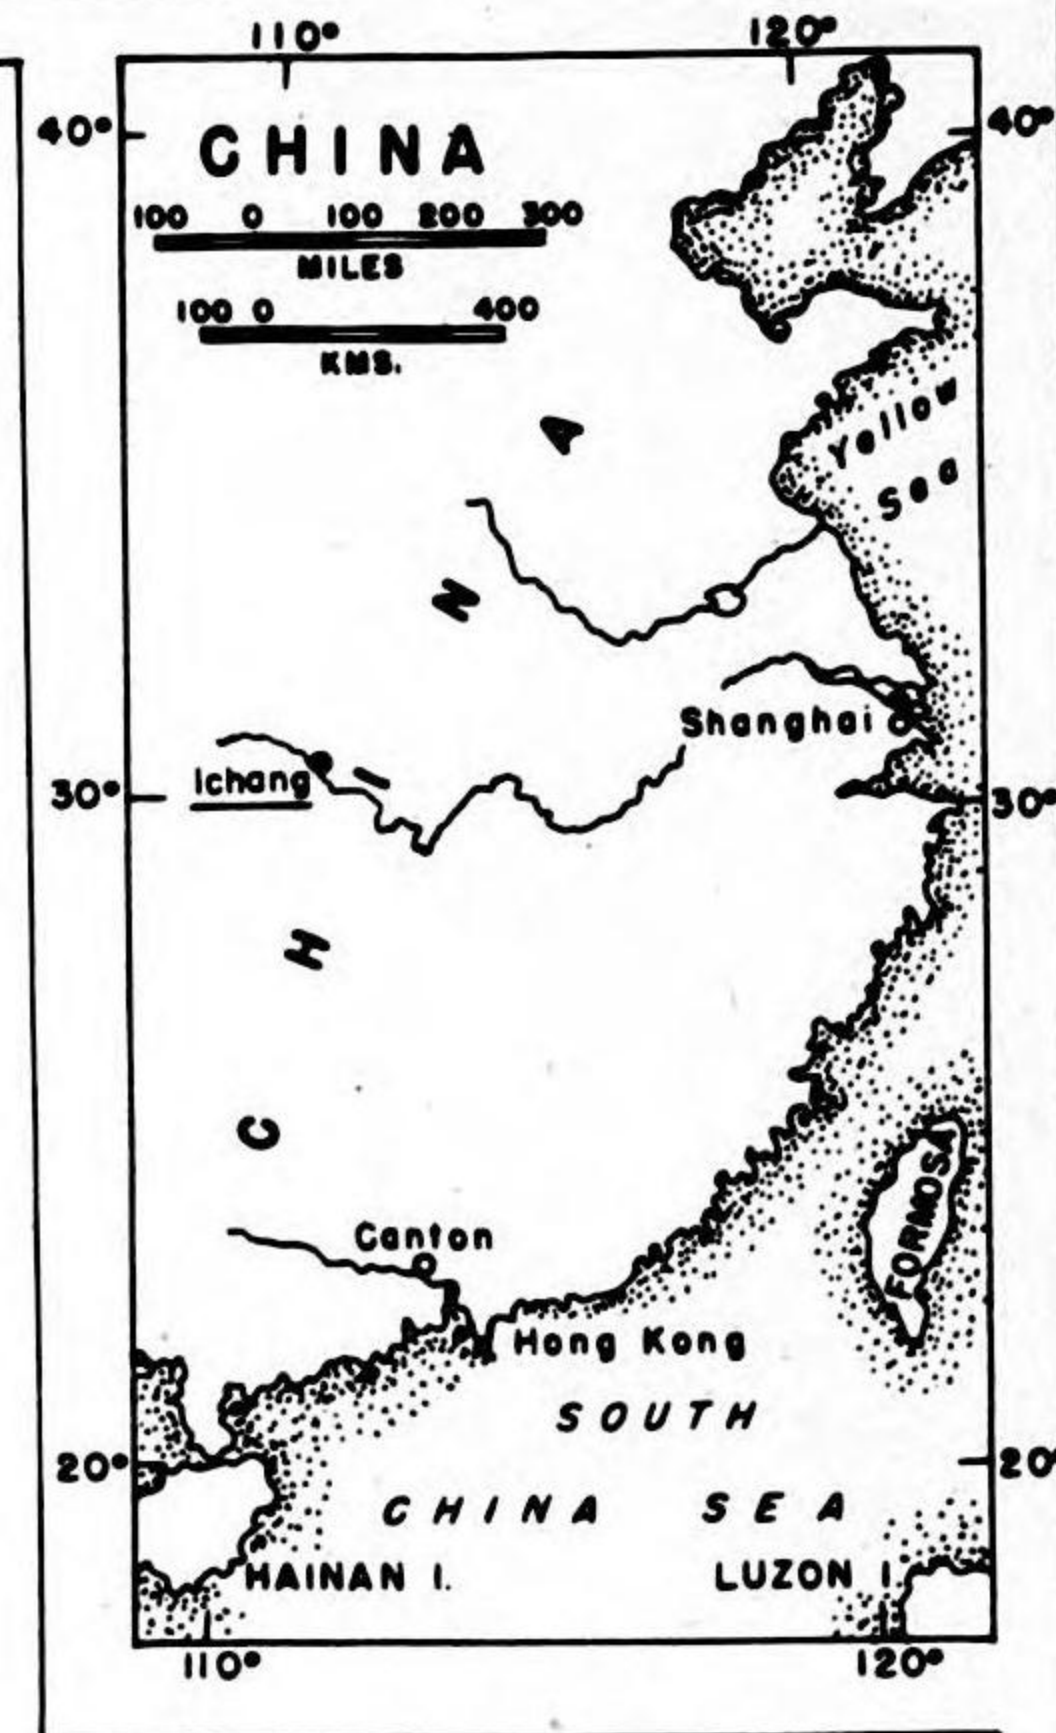 110° 120°
40° 40°
CHINA
100 0 100 200 300
MILES
100 0 400
KMS.
Yellow
Sea
CHINA
Shanghai
Ichang
30° 30°
Canton
FORMOSA
Hong Kong
SOUTH
20° 20°
CHINA SEA
HAINAN I. LUZON I.
110° 120°